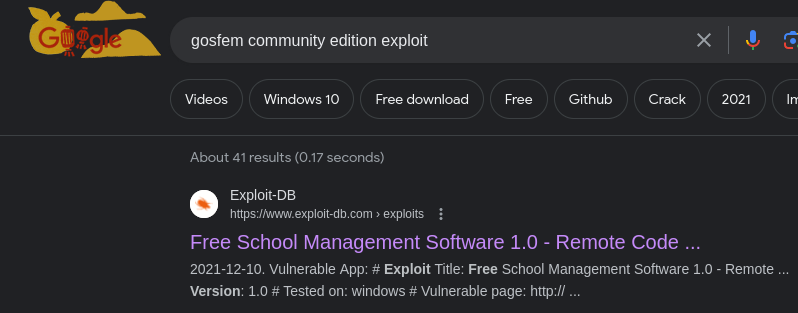 Google
gosfem community edition exploit
Videos Windows 10 Free download Free Github Crack 2021
About 41 results (0.17 seconds)
Exploit-DB
https://www.exploit-db.com › exploits
Free School Management Software 1.0 - Remote Code ...
2021-12-10. Vulnerable App: # Exploit Title: Free School Management Software 1.0 - Remote ...
Version: 1.0 # Tested on: windows # Vulnerable page: http:// ...